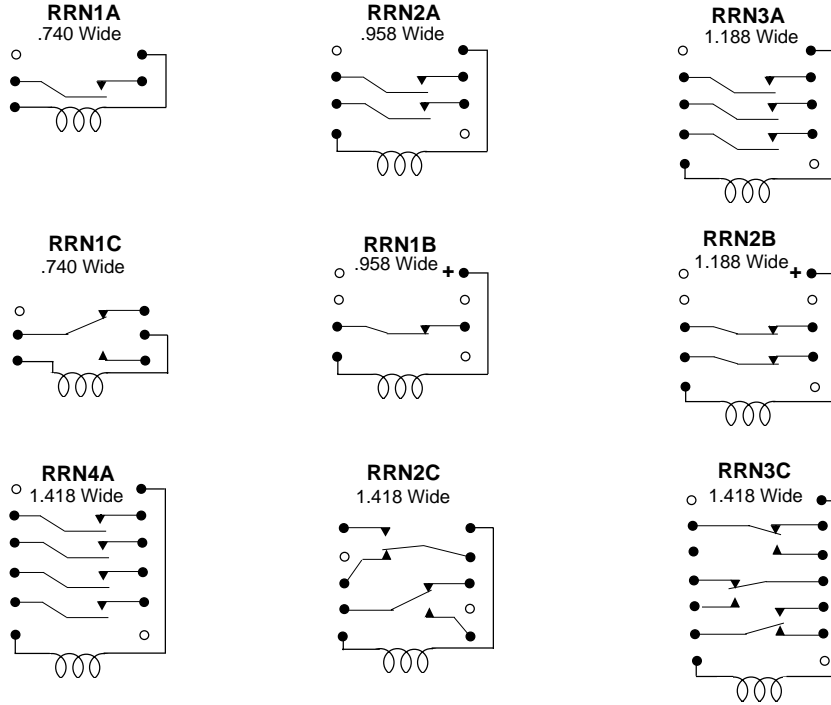 RRN1A
.740 Wide
RRN2A
.958 Wide
RRN3A
1.188 Wide
RRN1C
.740 Wide
RRN1B
.958 Wide +
RRN2B
1.188 Wide +
RRN4A
1.418 Wide
RRN2C
1.418 Wide
RRN3C
1.418 Wide